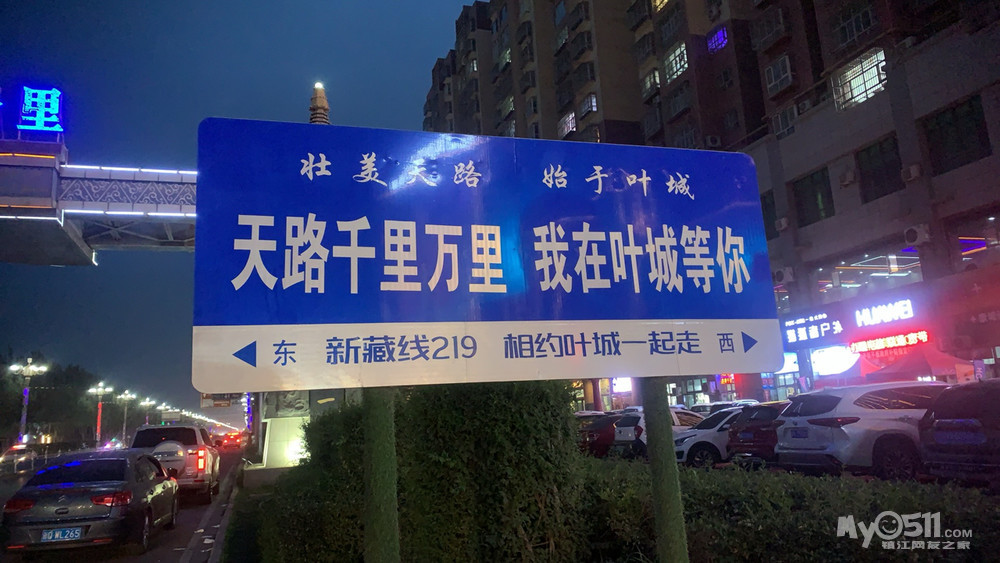 里
壮美天路 始于叶城
天路千里万里 我在叶城等你
东 新藏线219 相约叶城一起走 西
HUAWEI
My0511.COM
镇江网友之家